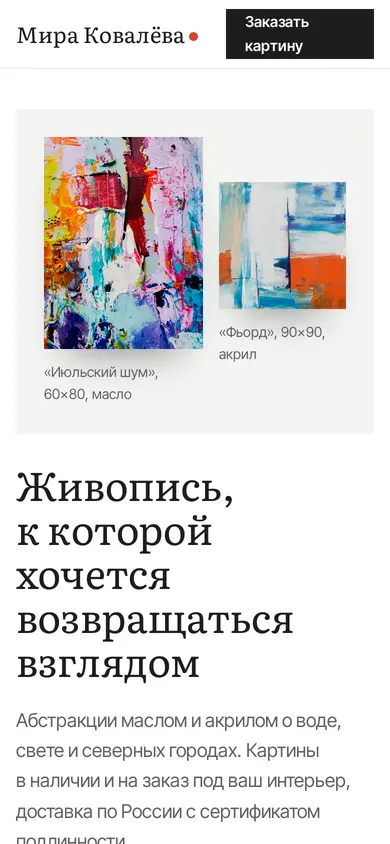 Мира Ковалёва
Заказать
картину
«Июльский шум»,
60×80, масло
«Фьорд», 90×90,
акрил
Живопись,
к которой
хочется
возвращаться
взглядом
Абстракции маслом и акрилом о воде,
свете и северных городах. Картины
в наличии и на заказ под ваш интерьер,
доставка по России с сертификатом
подлинности.